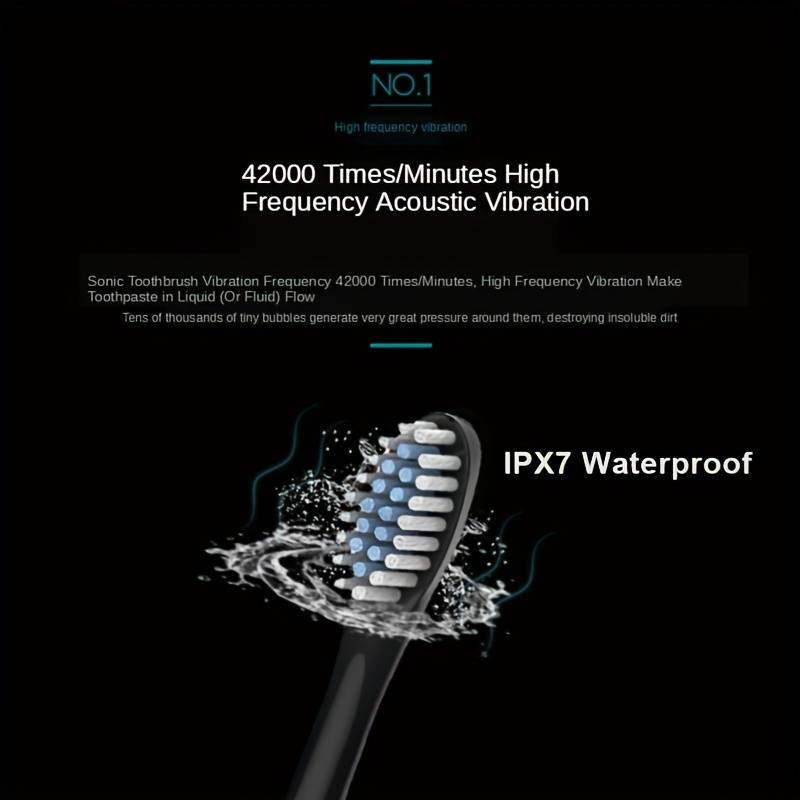 NO.1
High frequency vibration
42000 Times/Minutes High
Frequency Acoustic Vibration
Sonic Toothbrush Vibration Frequency 42000 Times/Minutes, High Frequency Vibration Make
Toothpaste in Liquid (Or Fluid) Flow
Tens of thousands of tiny bubbles generate very great pressure around them, destroying insoluble dirt
IPX7 Waterproof